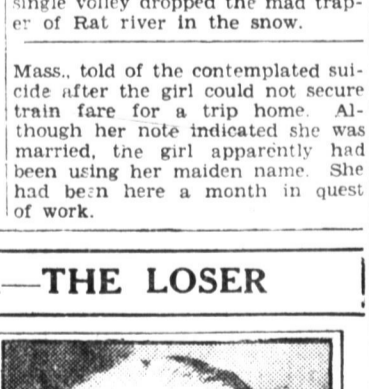 single volley dropped the mad trap-
er of Rat river in the snow.
Mass., told of the contemplated sui-
cide after the girl could not secure
train fare for a trip home. Al-
though her note indicated she was
married, the girl apparently had
been using her maiden name. She
had been here a month in quest
of work.
—THE LOSER